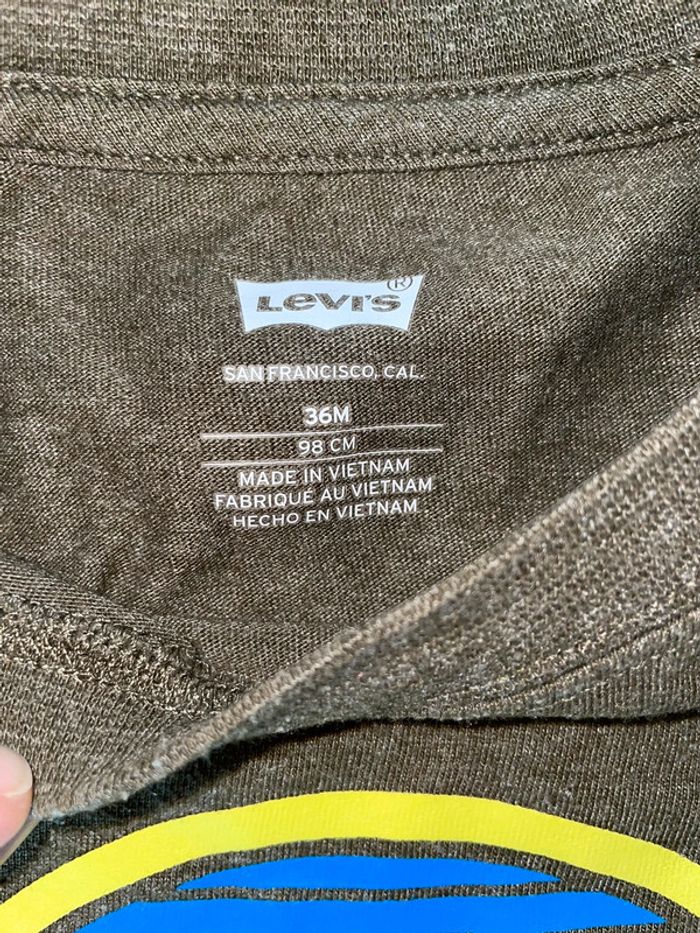 Levi's ®
SAN FRANCISCO, CAL.
36M
98 CM
MADE IN VIETNAM
FABRIQUE AU VIETNAM
HECHO EN VIETNAM